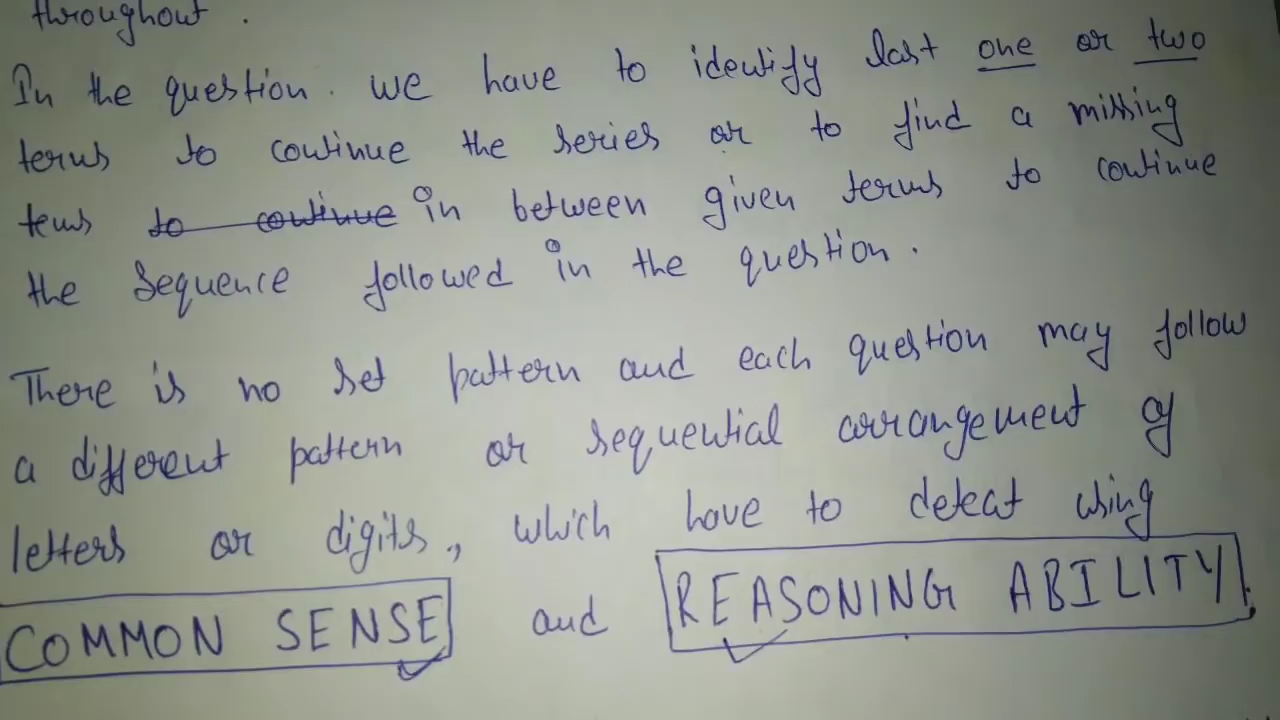 throughout.
In the question. we have to identify last one or two
terms to continue the series or to find a missing
tems to continue in between given terms to continue
the sequence followed in the question.
There is no set pattern and each question may follow
a different pattern or sequential arrangement of
letters or digits, which have to detect using
COMMON SENSE and REASONING ABILITY.